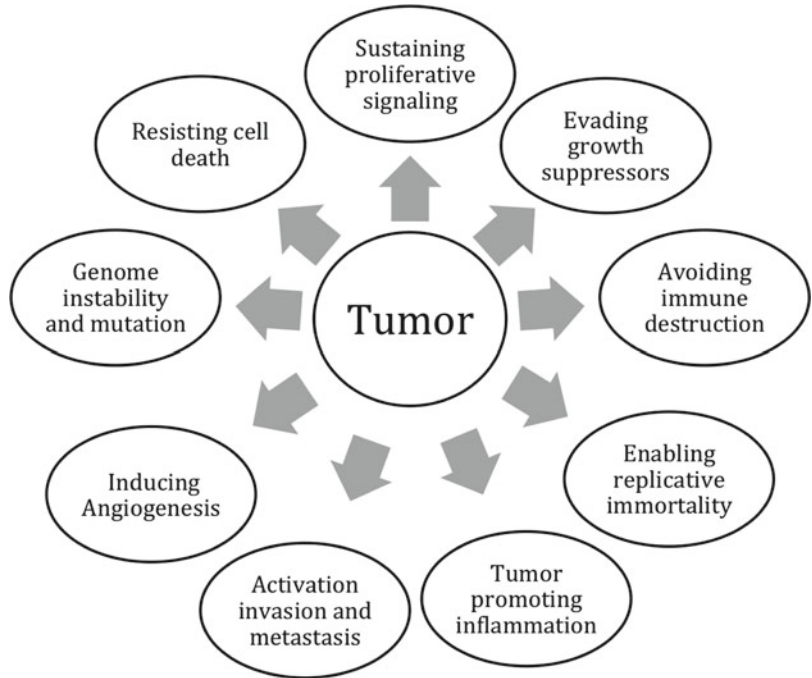 Sustaining
proliferative
signaling
Evading
growth
suppressors
Avoiding
immune
destruction
Enabling
replicative
immortality
Tumor
promoting
inflammation
Activation
invasion and
metastasis
Inducing
Angiogenesis
Genome
instability
and mutation
Resisting cell
death
Tumor